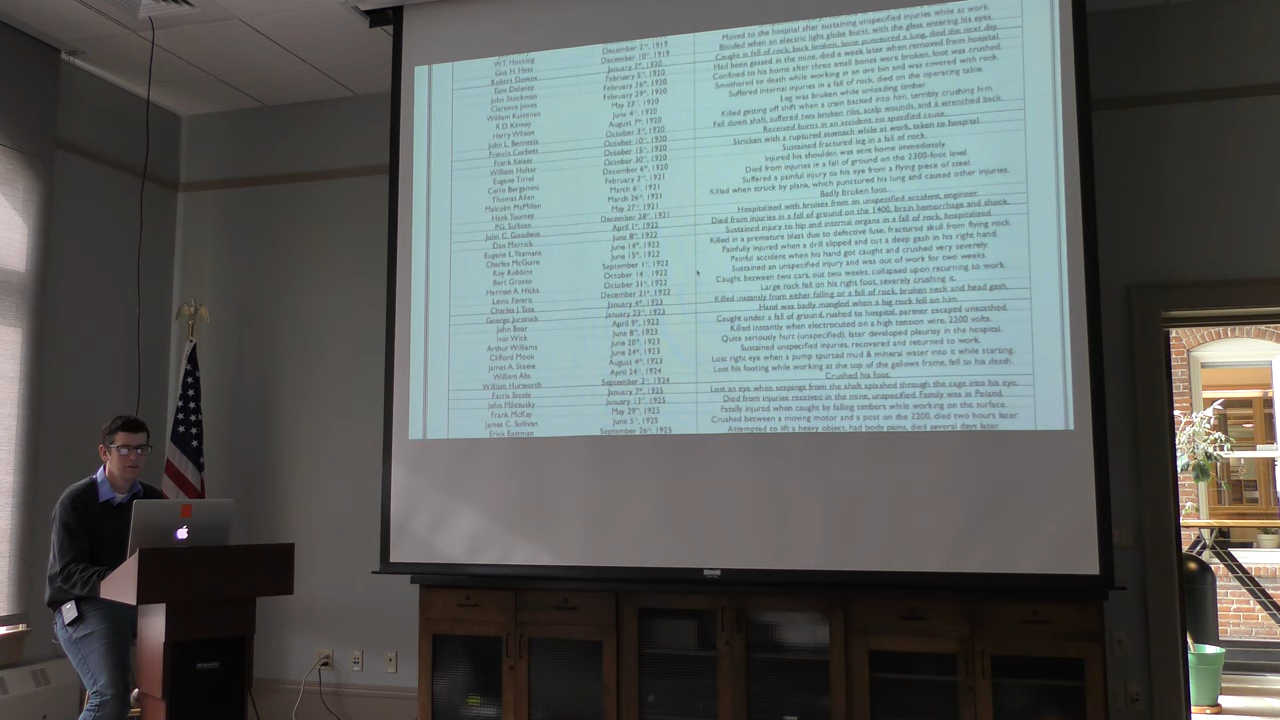 W.T. Hocking December 2nd, 1919 Moved to the hospital after sustaining unspecified injuries while at work.
Gus H. Hess December 10th, 1919 Blinded when an electric light globe burst, with the glass entering his eyes.
Robert Downs January 2nd, 1920 Caught in fall of rock, back broken, bone punctured a lung, died the next day.
Tom Delaney February 5th, 1920 Had been gassed in the mine, died a week later when removed from hospital.
John Stockman February 26th, 1920 Confined to his home after three small bones were broken, foot was crushed.
Clarence Jones February 29th, 1920 Smothered to death while working in an ore bin and was covered with rock.
William Kuisinen May 23rd, 1920 Suffered internal injuries in a fall of rock, died on the operating table.
R.D. Kinney June 4th, 1920 Leg was broken while unloading timber.
Harry Wilson August 7th, 1920 Killed getting off shift when a train backed into him, terribly crushing him.
John L. Bernetts October 3rd, 1920 Fell down shaft, suffered two broken ribs, scalp wounds, and a wrenched back.
Francis Corbett October 10th, 1920 Received burns in an accident, no specified cause.
Frank Keiser October 15th, 1920 Stricken with a ruptured stomach while at work, taken to hospital.
William Holter October 30th, 1920 Sustained fractured leg in a fall of rock.
Eugene Tirrel December 6th, 1920 Injured his shoulder, was sent home immediately.
Carlo Bergamini February 2nd, 1921 Died from injuries in a fall of ground on the 2300-foot level.
Thomas Allen March 6th, 1921 Suffered a painful injury to his eye from a flying piece of steel.
Malcolm McMillan March 26th, 1921 Killed when struck by plank, which punctured his lung and caused other injuries.
Hank Toomey May 27th, 1921 Badly broken foot.
P.G. Sullivan December 28th, 1921 Hospitalized with bruises from an unspecified accident, engineer.
John C. Goodwin April 1st, 1922 Died from injuries in a fall of ground on the 1400, brain hemorrhage and shock.
Dan Merrick June 8th, 1922 Sustained injury to hip and internal organs in a fall of rock, hospitalized.
Eugene L. Yeamans June 14th, 1922 Killed in a premature blast due to defective fuse, fractured skull from flying rock.
Charles McGuire June 15th, 1922 Painfully injured when a drill slipped and cut a deep gash in his right hand.
Roy Robbins September 1st, 1922 Painful accident when his hand got caught and crushed very severely.
Bert Grosso October 14th, 1922 Sustained an unspecified injury and was out of work for two weeks.
Herman A. Hicks October 31st, 1922 Caught between two cars, out two weeks, collapsed upon returning to work.
Lenis Favero December 21st, 1922 Large rock fell on his right foot, severely crushing it.
Charles J. Tate January 4th, 1923 Killed instantly from either falling or a fall of rock, broken neck and head gash.
George Jursnick January 23rd, 1923 Hand was badly mangled when a big rock fell on him.
John Bear April 9th, 1923 Caught under a fall of ground, rushed to hospital, partner escaped unscathed.
Ivor Wick June 8th, 1923 Killed instantly when electrocuted on a high tension wire, 2200 volts.
Arthur Williams June 20th, 1923 Quite seriously hurt (unspecified), later developed pleurity in the hospital.
Clifford Mook June 24th, 1923 Sustained unspecified injuries, recovered and returned to work.
James A. Steele August 4th, 1923 Lost right eye when a pump spurted mud & mineral water into it while starting.
William Abt April 24th, 1924 Lost his footing while working at the top of the gallows frame, fell to his death.
William Hurworth September 3rd, 1924 Crushed his foot.
Farris Steele January 7th, 1925 Lost an eye when seepings from the shaft splashed through the cage into his eye.
John Mileusky January 13th, 1925 Died from injuries received in the mine, unspecified. Family was in Poland.
Frank McKay May 29th, 1925 Fatally injured when caught by falling timbers while working on the surface.
James C. Sullivan June 5th, 1925 Crushed between a moving motor and a post on the 2200, died two hours later
Erick Eastman September 26th, 1925 Attempted to lift a heavy object, had body pains, died several days later.